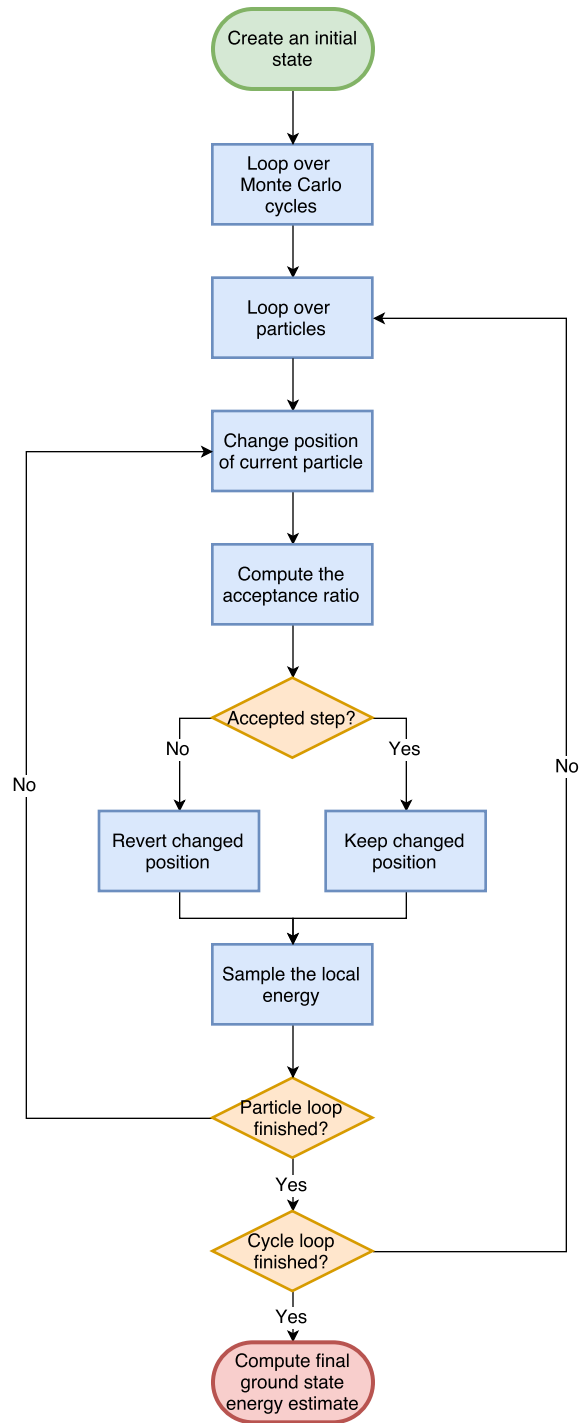 Create an initial
state
Loop over
Monte Carlo
cycles
Loop over
particles
Change position
of current particle
Compute the
acceptance ratio
Accepted step?
No
Yes
No
No
Revert changed
position
Keep changed
position
Sample the local
energy
Particle loop
finished?
Yes
Cycle loop
finished?
Yes
Compute final
ground state
energy estimate